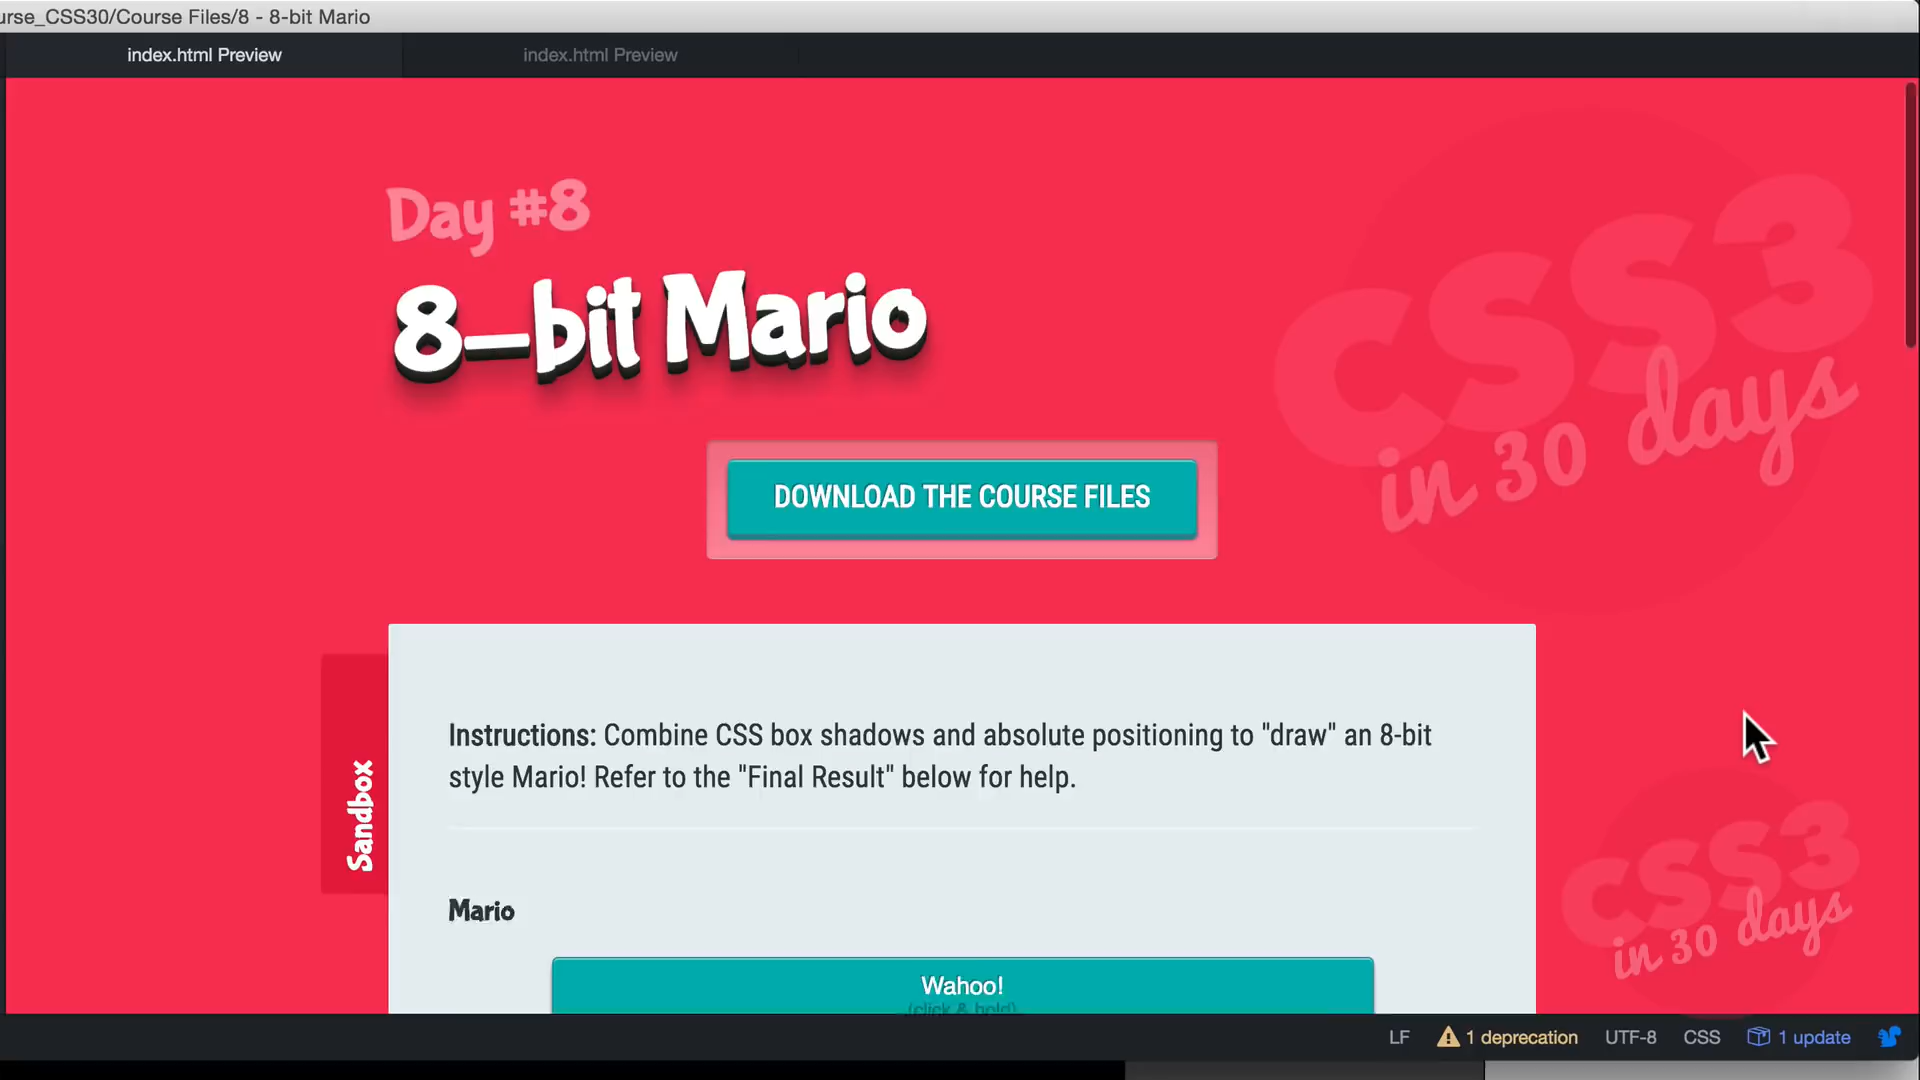 urse_CSS30/Course Files/8 - 8-bit Mario
index.html Preview
index.html Preview
Day #8
8-bit Mario
CSS3
in 30 days
DOWNLOAD THE COURSE FILES
Sandbox
Instructions: Combine CSS box shadows and absolute positioning to "draw" an 8-bit
style Mario! Refer to the "Final Result" below for help.
Mario
Wahoo!
(click & hold)
CSS3
in 30 days
LF
1 deprecation
UTF-8
CSS
1 update